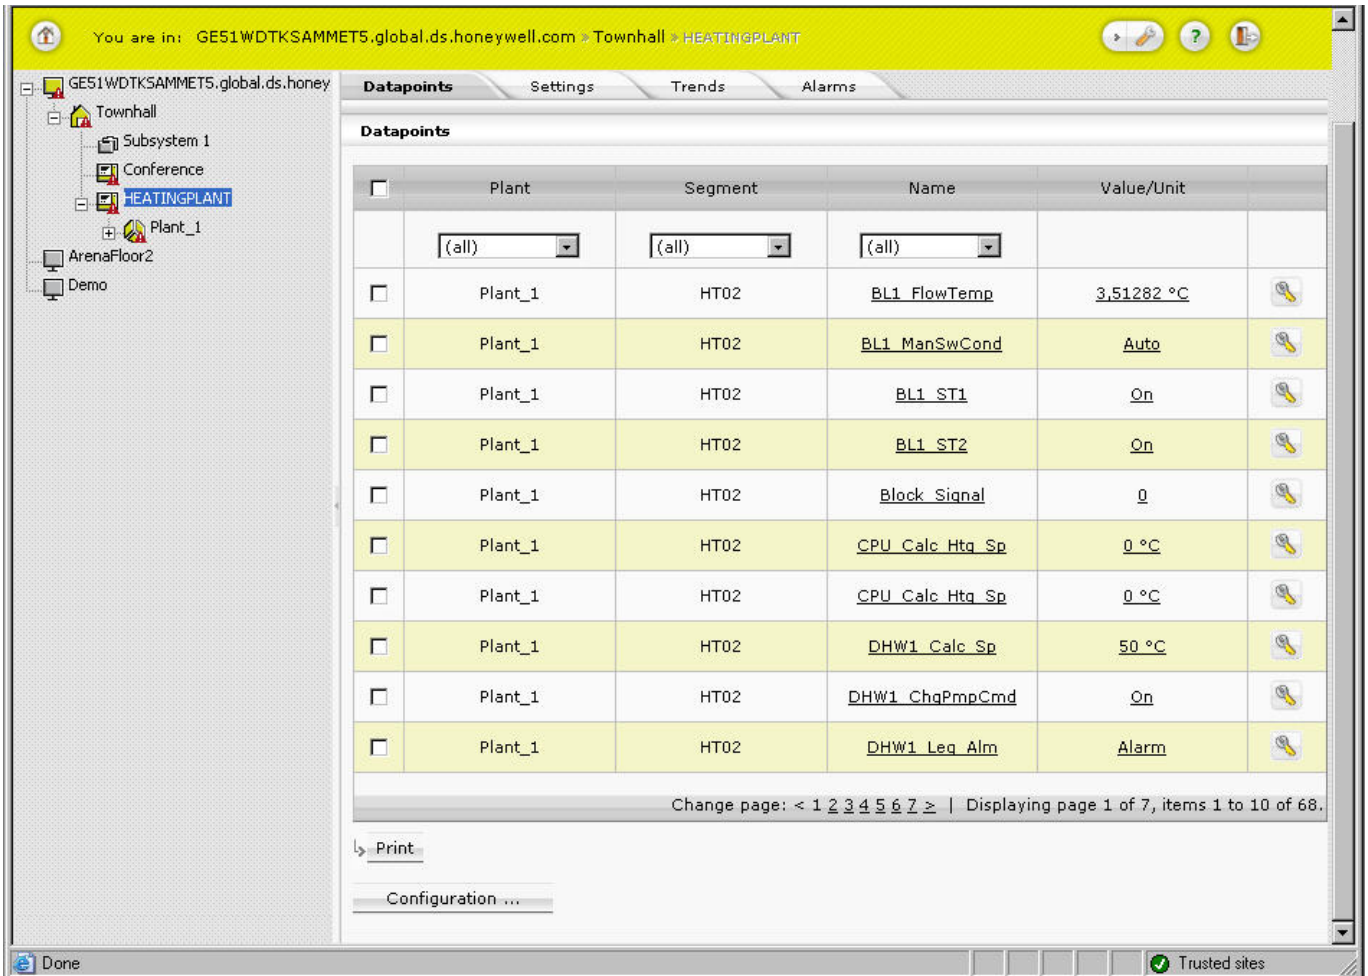 You are in: GE51WDTKSAMMET5.global.ds.honeywell.com » Townhall » HEATINGPLANT
GE51WDTKSAMMET5.global.ds.honey
Townhall
Subsystem 1
Conference
HEATINGPLANT
Plant_1
ArenaFloor2
Demo
Datapoints Settings Trends Alarms
Datapoints
Plant Segment Name Value/Unit
(all) (all) (all)
Plant_1 HT02 BL1_FlowTemp 3,51282 °C
Plant_1 HT02 BL1_ManSwCond Auto
Plant_1 HT02 BL1_ST1 On
Plant_1 HT02 BL1_ST2 On
Plant_1 HT02 Block_Signal 0
Plant_1 HT02 CPU_Calc_Htg_Sp 0 °C
Plant_1 HT02 CPU_Calc_Htg_Sp 0 °C
Plant_1 HT02 DHW1_Calc_Sp 50 °C
Plant_1 HT02 DHW1_ChgPmpCmd On
Plant_1 HT02 DHW1_Leg_Alm Alarm
Change page: < 1 2 3 4 5 6 7 > | Displaying page 1 of 7, items 1 to 10 of 68.
Print
Configuration ...
Done Trusted sites